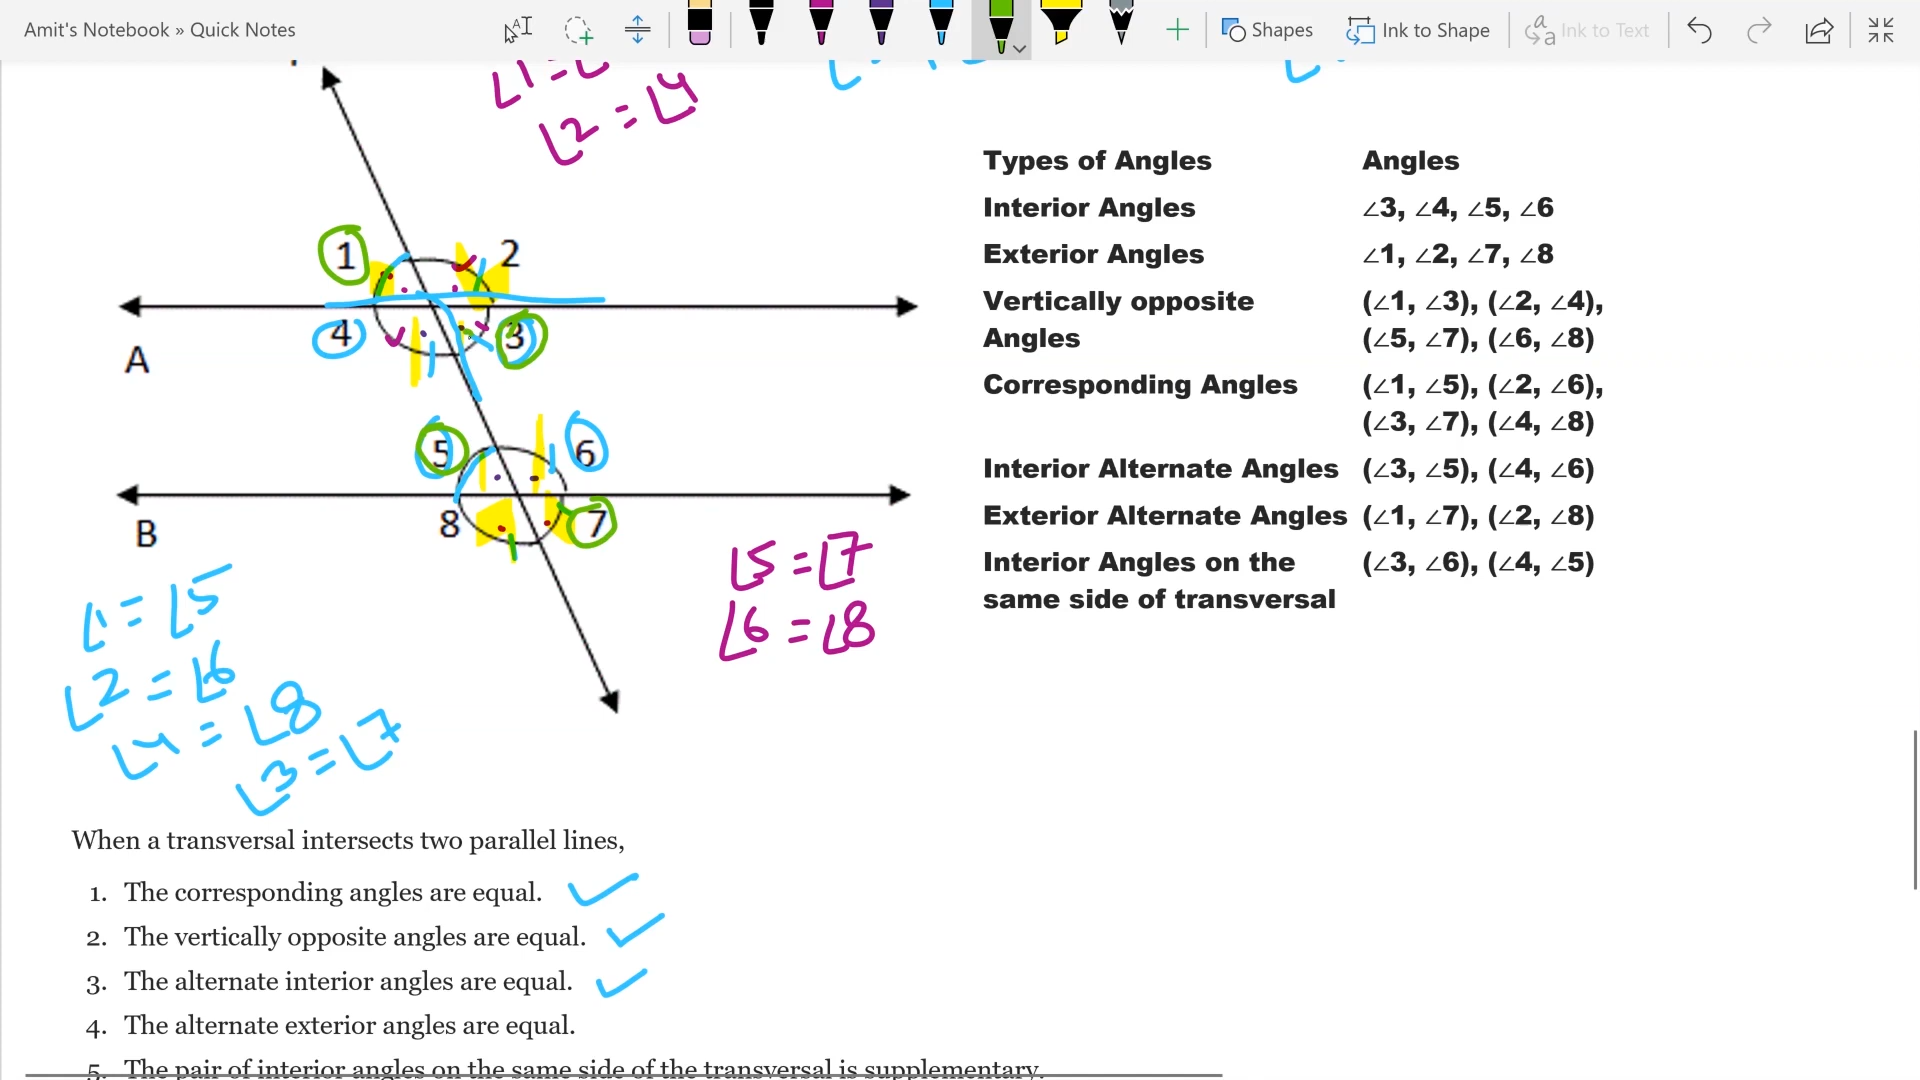 Amit's Notebook » Quick Notes
Shapes
Ink to Shape
Ink to Text
∠2 = ∠4
1
2
4
3
A
5
6
8
7
B
∠5 = ∠7
∠6 = ∠8
∠1 = ∠5
∠2 = ∠6
∠4 = ∠8
∠3 = ∠7
Types of Angles Angles
Interior Angles ∠3, ∠4, ∠5, ∠6
Exterior Angles ∠1, ∠2, ∠7, ∠8
Vertically opposite (∠1, ∠3), (∠2, ∠4),
Angles (∠5, ∠7), (∠6, ∠8)
Corresponding Angles (∠1, ∠5), (∠2, ∠6),
(∠3, ∠7), (∠4, ∠8)
Interior Alternate Angles (∠3, ∠5), (∠4, ∠6)
Exterior Alternate Angles (∠1, ∠7), (∠2, ∠8)
Interior Angles on the (∠3, ∠6), (∠4, ∠5)
same side of transversal
When a transversal intersects two parallel lines,
1. The corresponding angles are equal.
2. The vertically opposite angles are equal.
3. The alternate interior angles are equal.
4. The alternate exterior angles are equal.
5. The pair of interior angles on the same side of the transversal is supplementary.